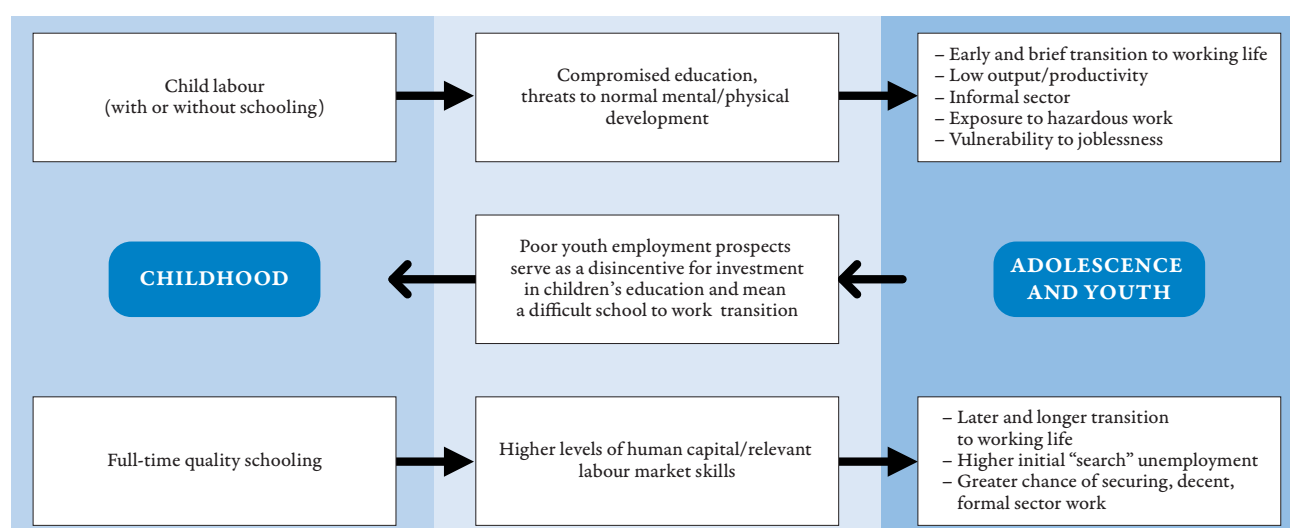 Child labour
(with or without schooling)
Compromised education,
threats to normal mental/physical
development
– Early and brief transition to working life
– Low output/productivity
– Informal sector
– Exposure to hazardous work
– Vulnerability to joblessness
CHILDHOOD
Poor youth employment prospects
serve as a disincentive for investment
in children’s education and mean
a difficult school to work transition
ADOLESCENCE
AND YOUTH
Full-time quality schooling
Higher levels of human capital/relevant
labour market skills
– Later and longer transition
to working life
– Higher initial “search” unemployment
– Greater chance of securing, decent,
formal sector work